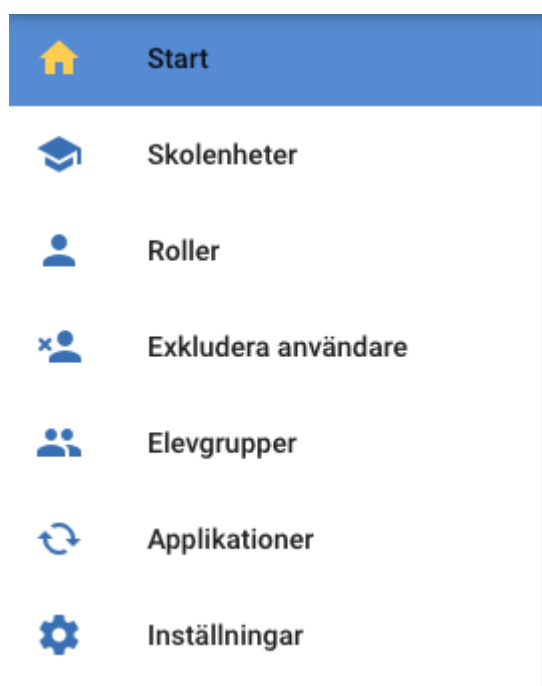 Start
Skolenheter
Roller
Exkludera användare
Elevgrupper
Applikationer
Inställningar